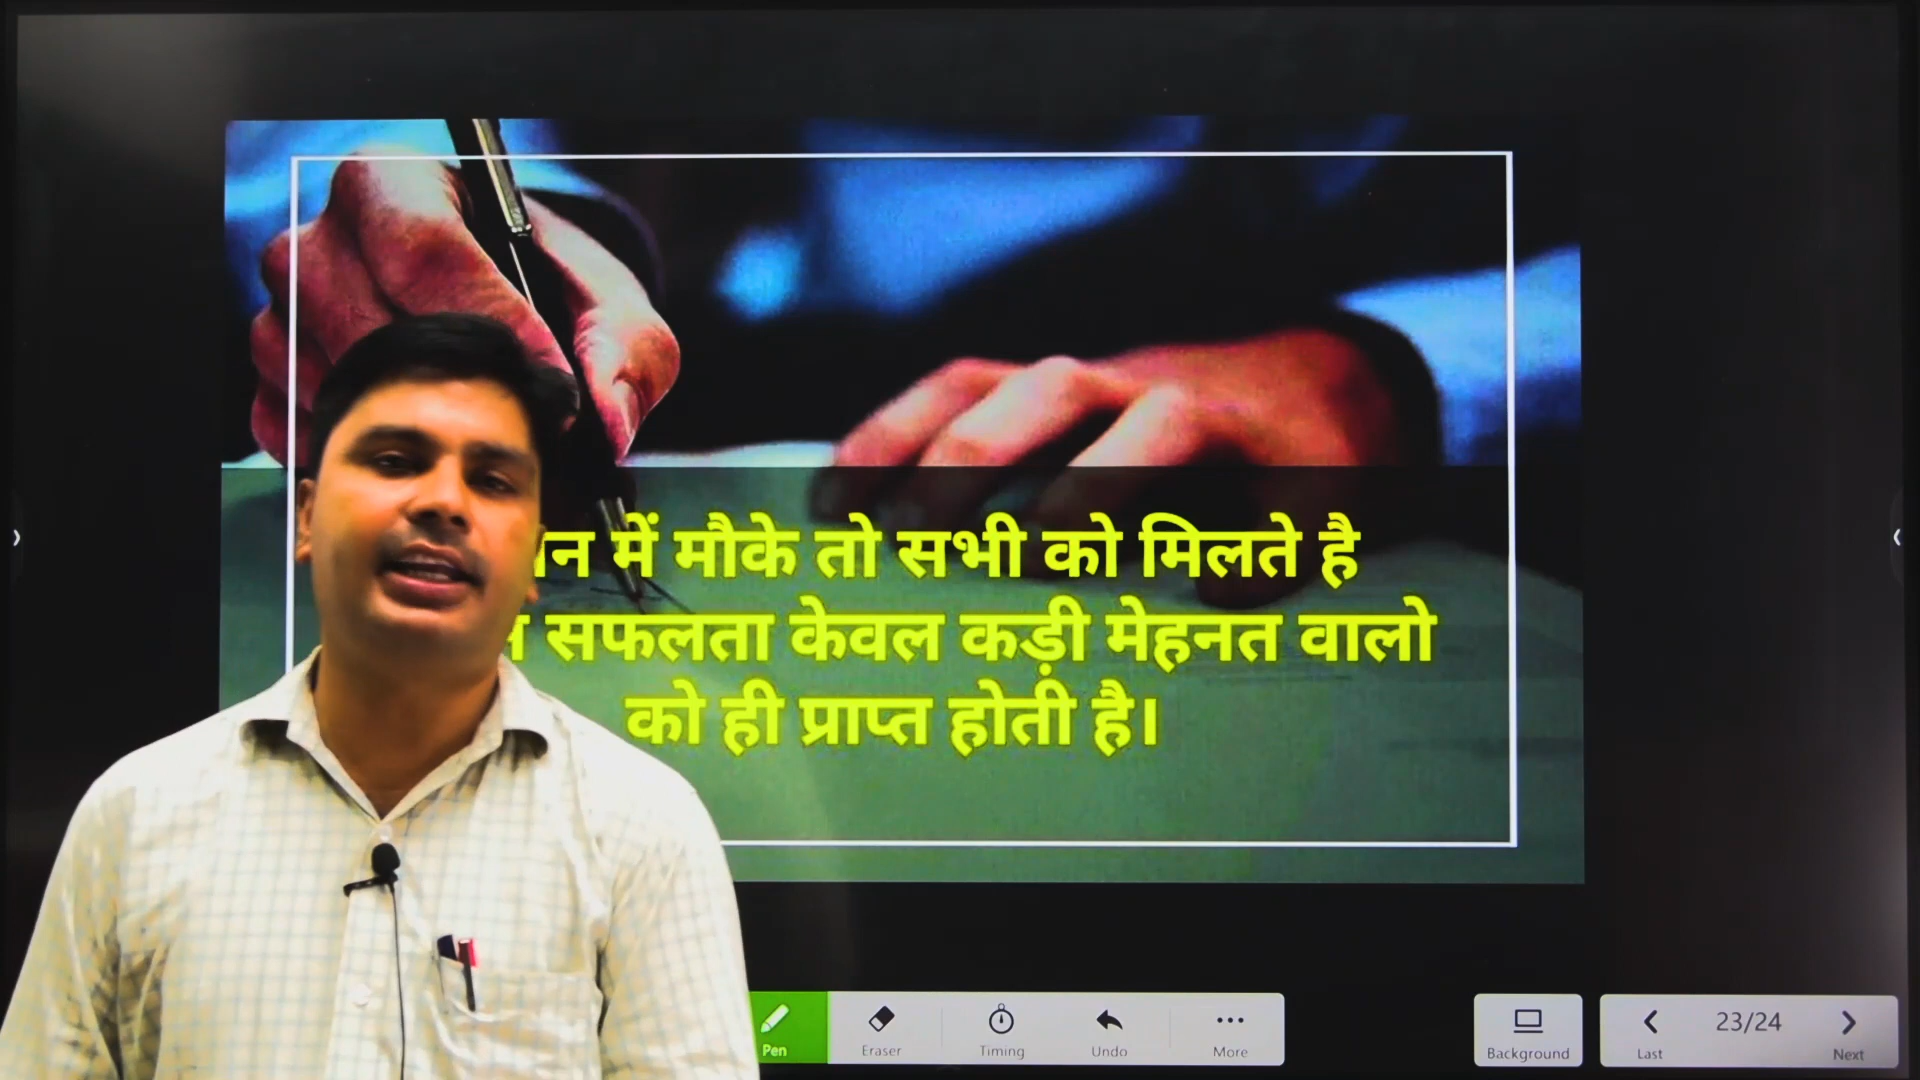 में मौके तो सभी को मिलते है
सफलता केवल कड़ी मेहनत वालो
को ही प्राप्त होती है।
Pen
Eraser
Timing
Undo
More
Background
Last
23/24
Next